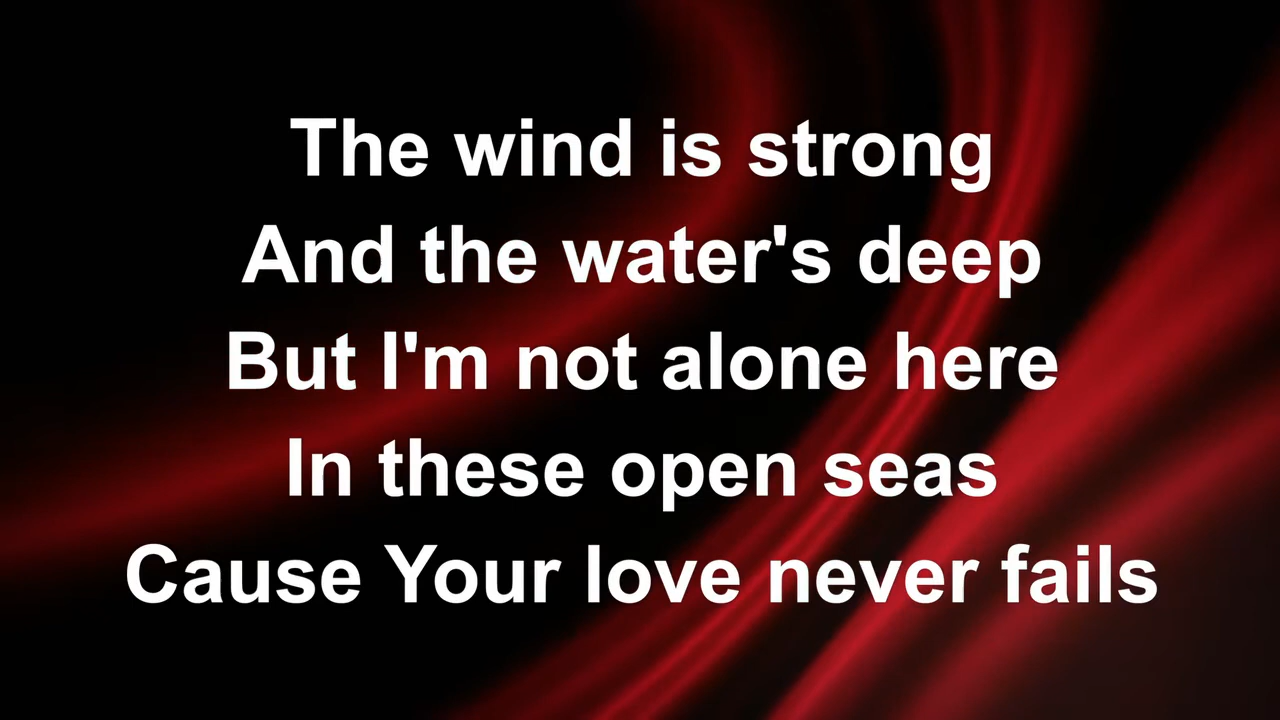 The wind is strong
And the water's deep
But I'm not alone here
In these open seas
Cause Your love never fails